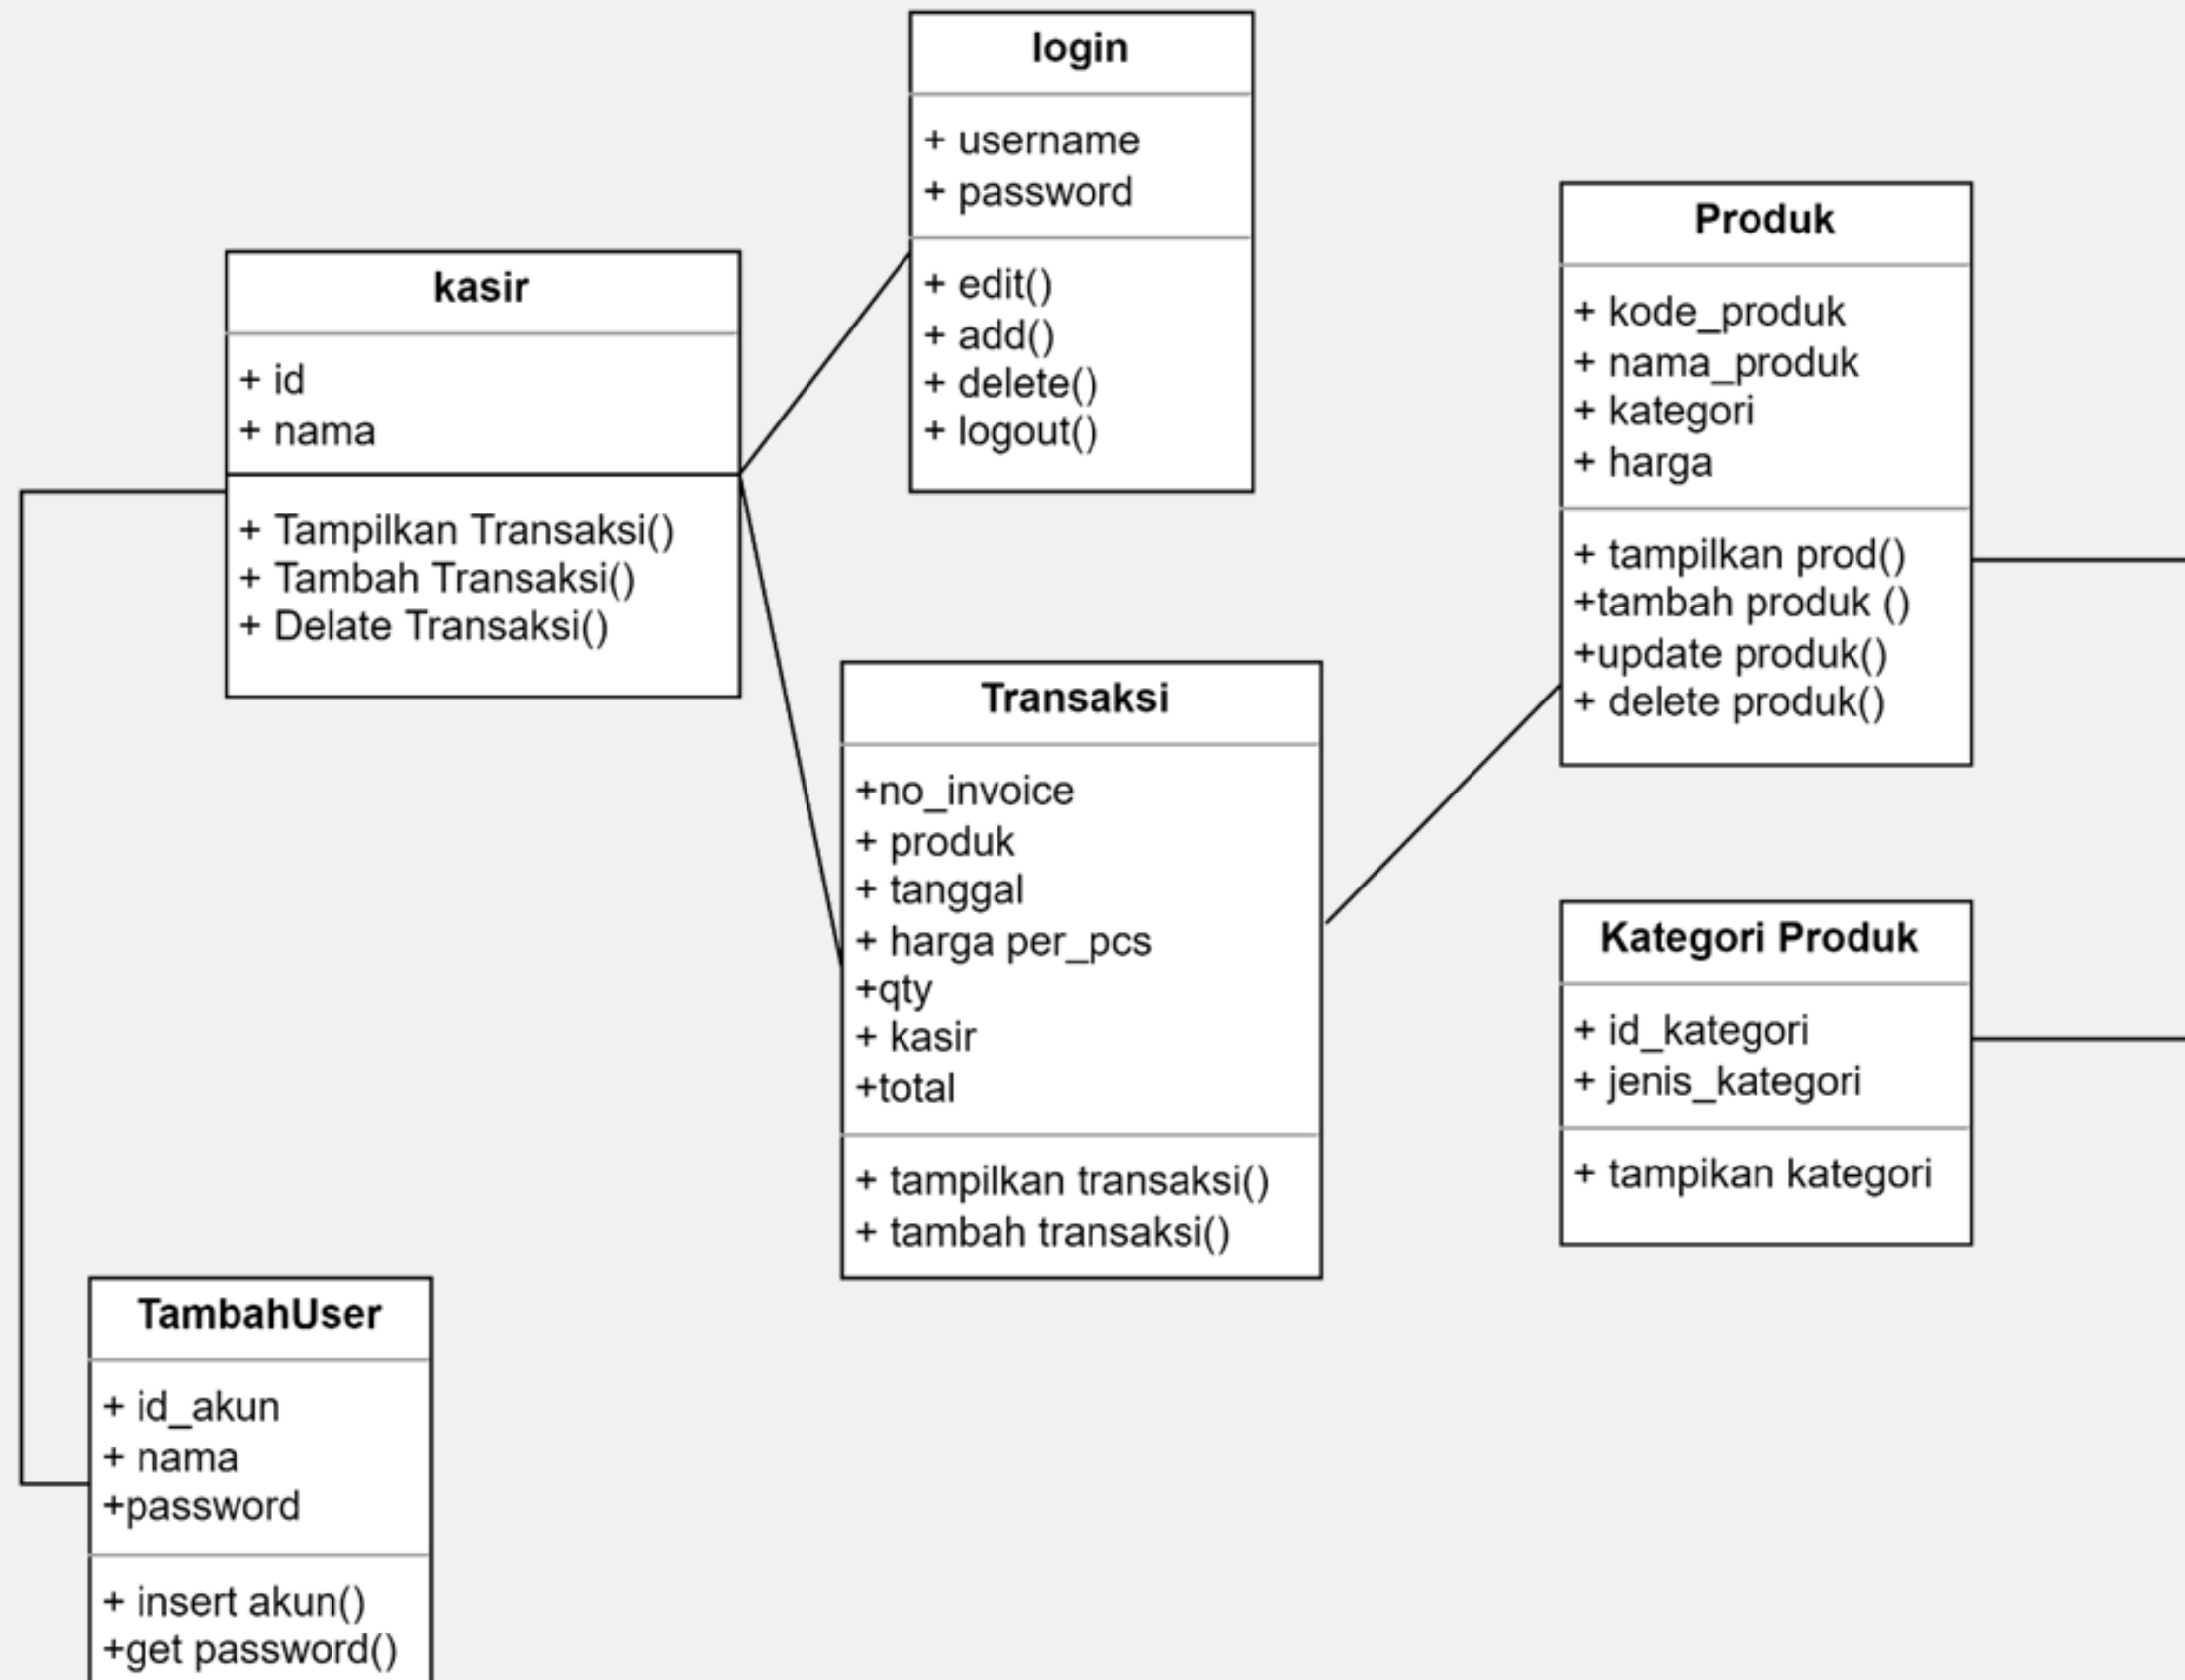 login
+ username
+ password
+ edit()
+ add()
+ delete()
+ logout()
kasir
+ id
+ nama
+ Tampilkan Transaksi()
+ Tambah Transaksi()
+ Delate Transaksi()
Produk
+ kode_produk
+ nama_produk
+ kategori
+ harga
+ tampilkan prod()
+tambah produk ()
+update produk()
+ delete produk()
Transaksi
+no_invoice
+ produk
+ tanggal
+ harga per_pcs
+qty
+ kasir
+total
+ tampilkan transaksi()
+ tambah transaksi()
Kategori Produk
+ id_kategori
+ jenis_kategori
+ tampikan kategori
TambahUser
+ id_akun
+ nama
+password
+ insert akun()
+get password()